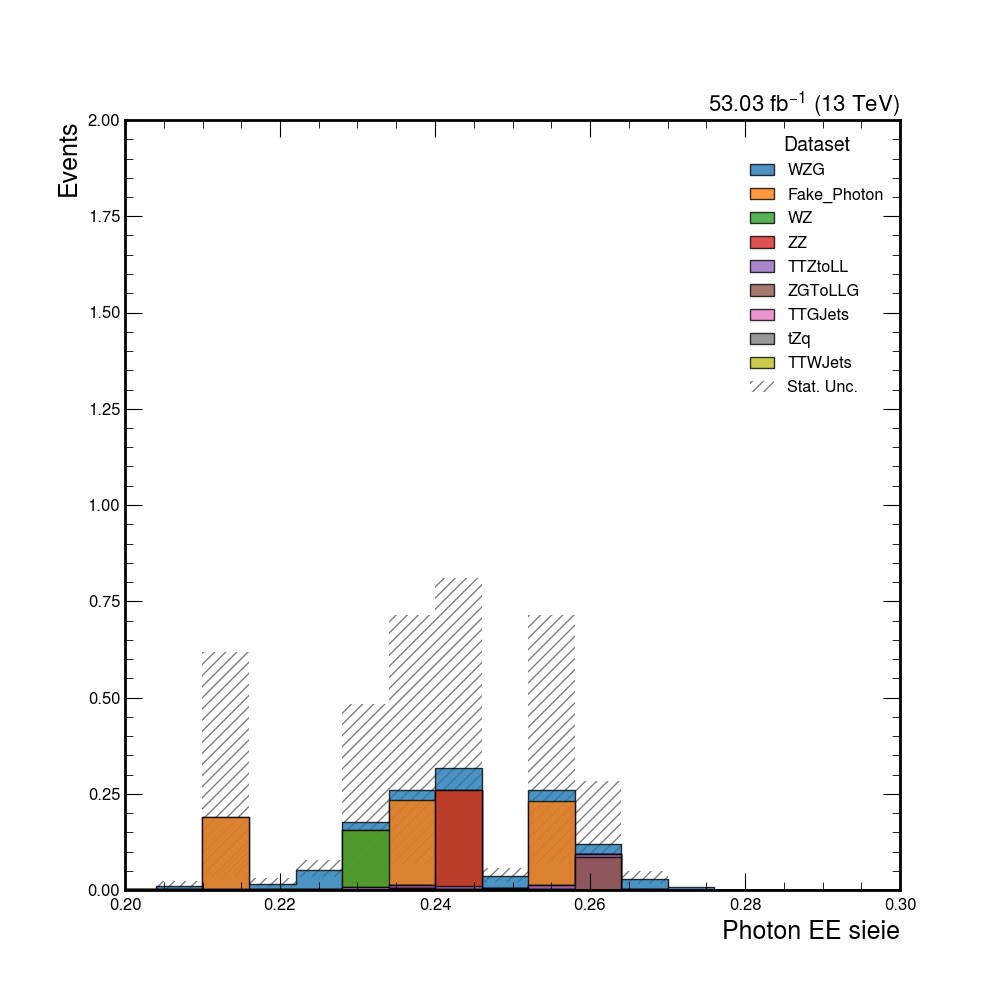 53.03 fb⁻¹ (13 TeV)
Events
2.00
1.75
1.50
1.25
1.00
0.75
0.50
0.25
0.00
Dataset
WZG
Fake_Photon
WZ
ZZ
TTZtoLL
ZGToLLG
TTGJets
tZq
TTWJets
Stat. Unc.
0.20 0.22 0.24 0.26 0.28 0.30
Photon EE sieie